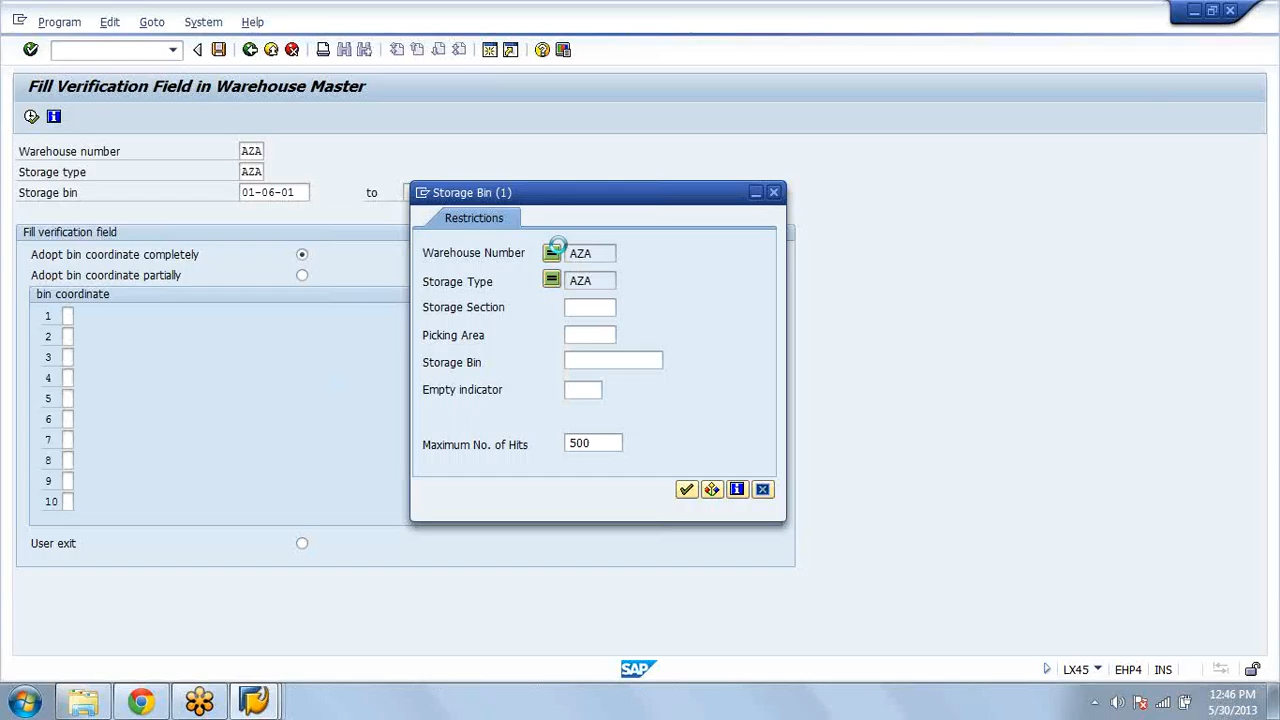 Program Edit Goto System Help
Fill Verification Field in Warehouse Master
Warehouse number AZA
Storage type AZA
Storage bin 01-06-01 to
Fill verification field
Adopt bin coordinate completely
Adopt bin coordinate partially
bin coordinate
1
2
3
4
5
6
7
8
9
10
User exit
Storage Bin (1)
Restrictions
Warehouse Number AZA
Storage Type AZA
Storage Section
Picking Area
Storage Bin
Empty indicator
Maximum No. of Hits 500
SAP
LX45 EHP4 INS
12:46 PM
5/30/2013